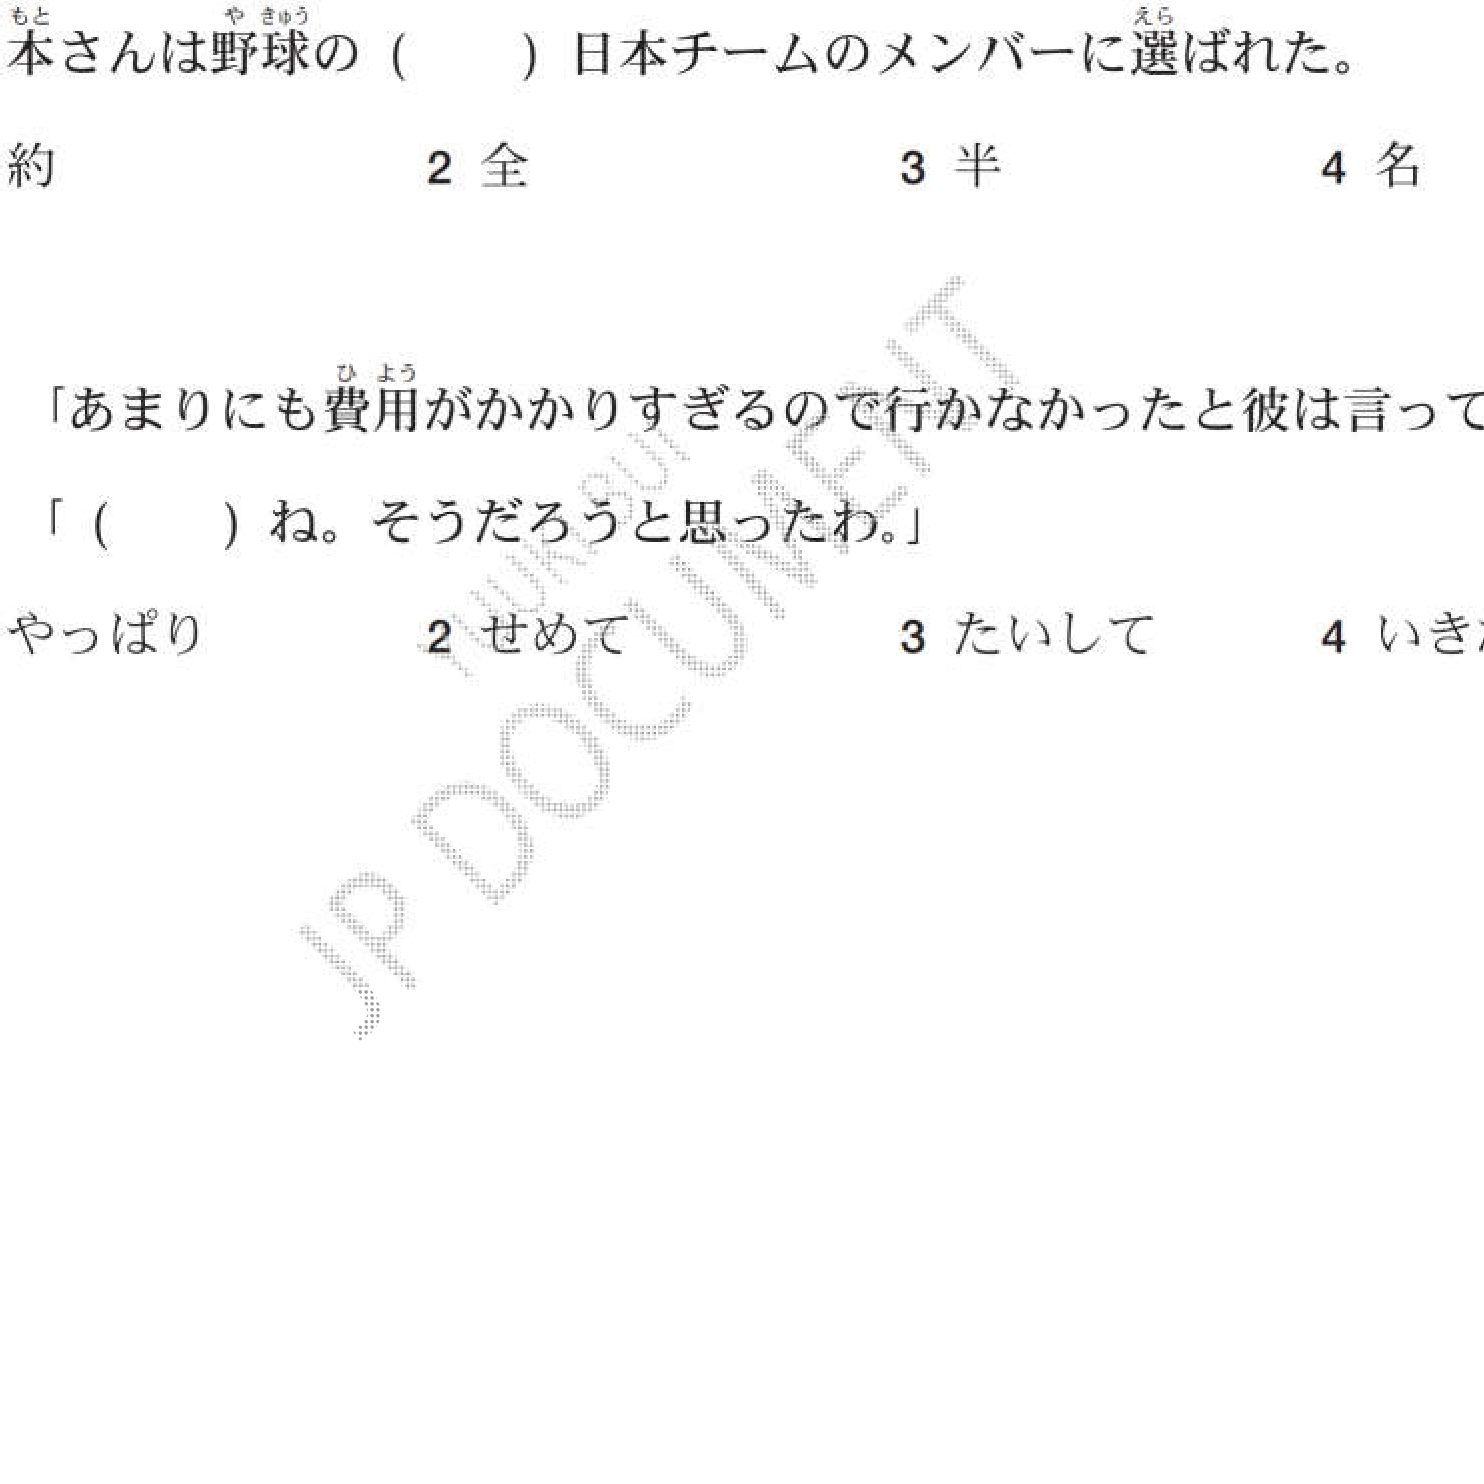 本さんは野球の（　　）日本チームのメンバーに選ばれた。
約　2 全　3 半　4 名
「あまりにも費用がかかりすぎるので行かなかったと彼は言って
「（　　）ね。そうだろうと思ったわ。」
やっぱり　2 せめて　3 たいして　4 いき
JP DOCUMENT